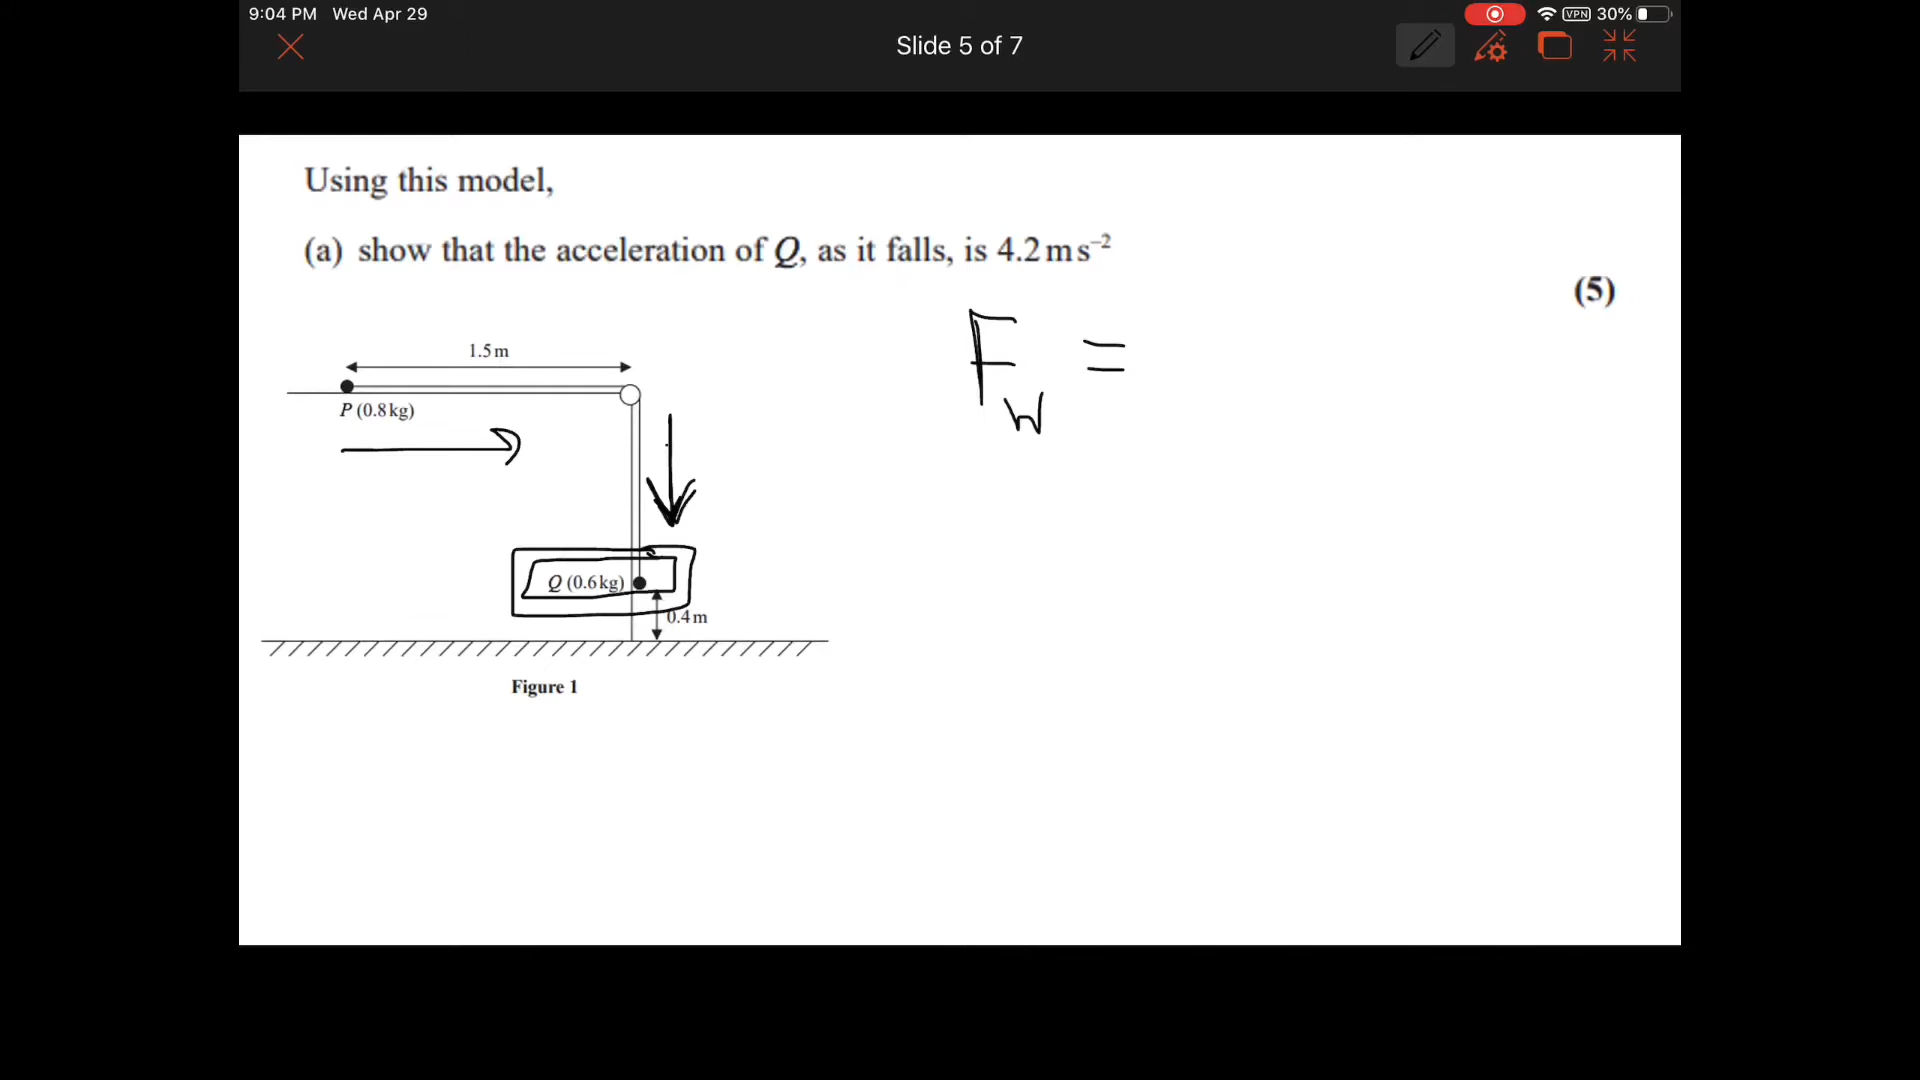 9:04 PM Wed Apr 29
VPN 30%
Slide 5 of 7
Using this model,
(a) show that the acceleration of Q, as it falls, is 4.2 m s⁻²
(5)
F_W =
1.5 m
P (0.8 kg)
Q (0.6 kg)
0.4 m
Figure 1